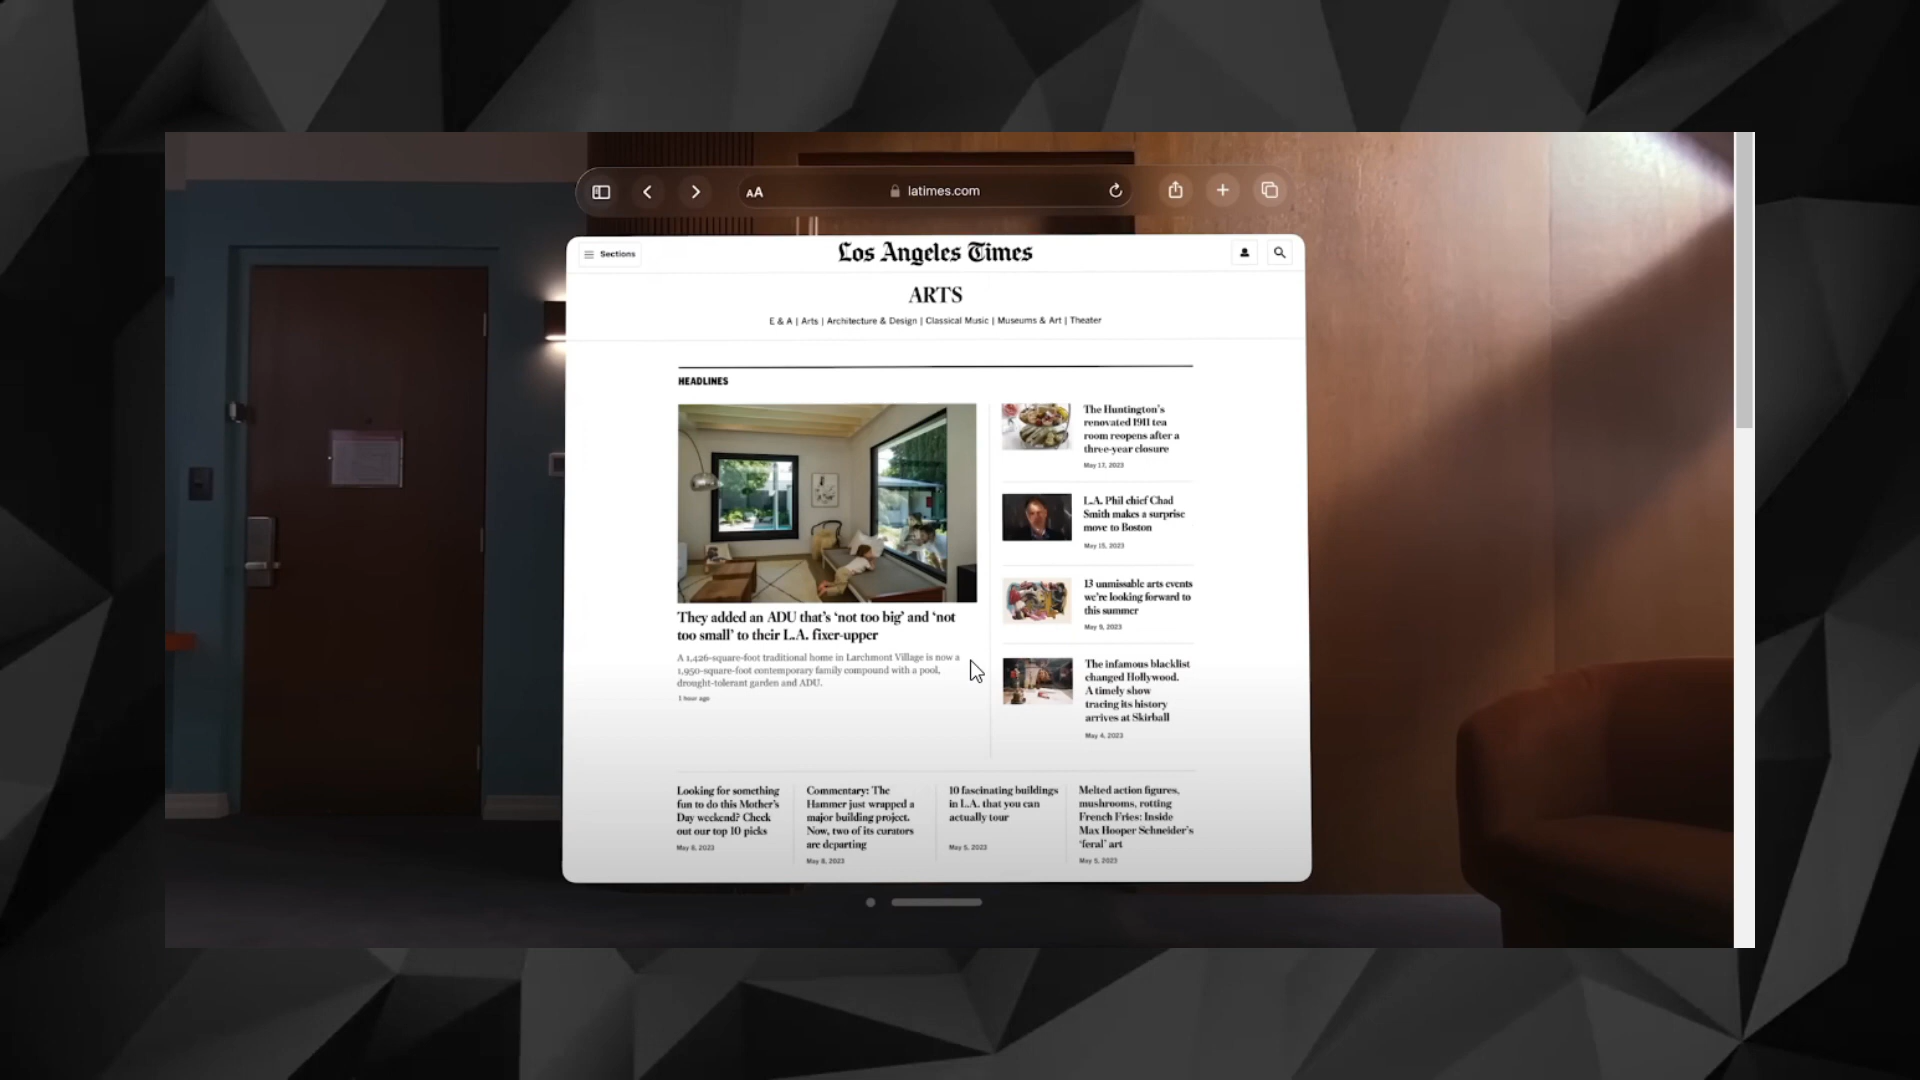 AA
latimes.com
Sections
Los Angeles Times
ARTS
E & A | Arts | Architecture & Design | Classical Music | Museums & Art | Theater
HEADLINES
They added an ADU that’s ‘not too big’ and ‘not
too small’ to their L.A. fixer-upper
A 1,426-square-foot traditional home in Larchmont Village is now a
1,950-square-foot contemporary family compound with a pool,
drought-tolerant garden and ADU.
1 hour ago
The Huntington’s
renovated 1911 tea
room reopens after a
three-year closure
May 17, 2023
L.A. Phil chief Chad
Smith makes a surprise
move to Boston
May 15, 2023
13 unmissable arts events
we’re looking forward to
this summer
May 9, 2023
The infamous blacklist
changed Hollywood.
A timely show
tracing its history
arrives at Skirball
May 4, 2023
Looking for something
fun to do this Mother’s
Day weekend? Check
out our top 10 picks
May 8, 2023
Commentary: The
Hammer just wrapped a
major building project.
Now, two of its curators
are departing
May 8, 2023
10 fascinating buildings
in L.A. that you can
actually tour
May 5, 2023
Melted action figures,
mushrooms, rotting
French Fries: Inside
Max Hooper Schneider’s
‘feral’ art
May 5, 2023